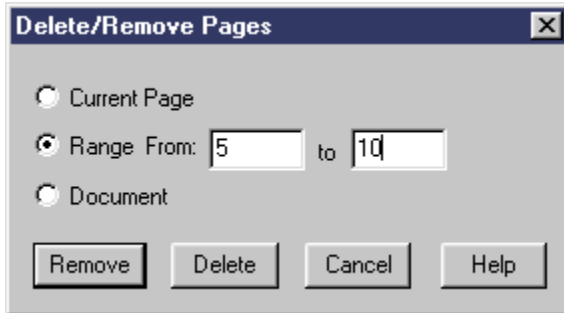 Delete/Remove Pages
Current Page
Range From: 5 to 10
Document
Remove Delete Cancel Help